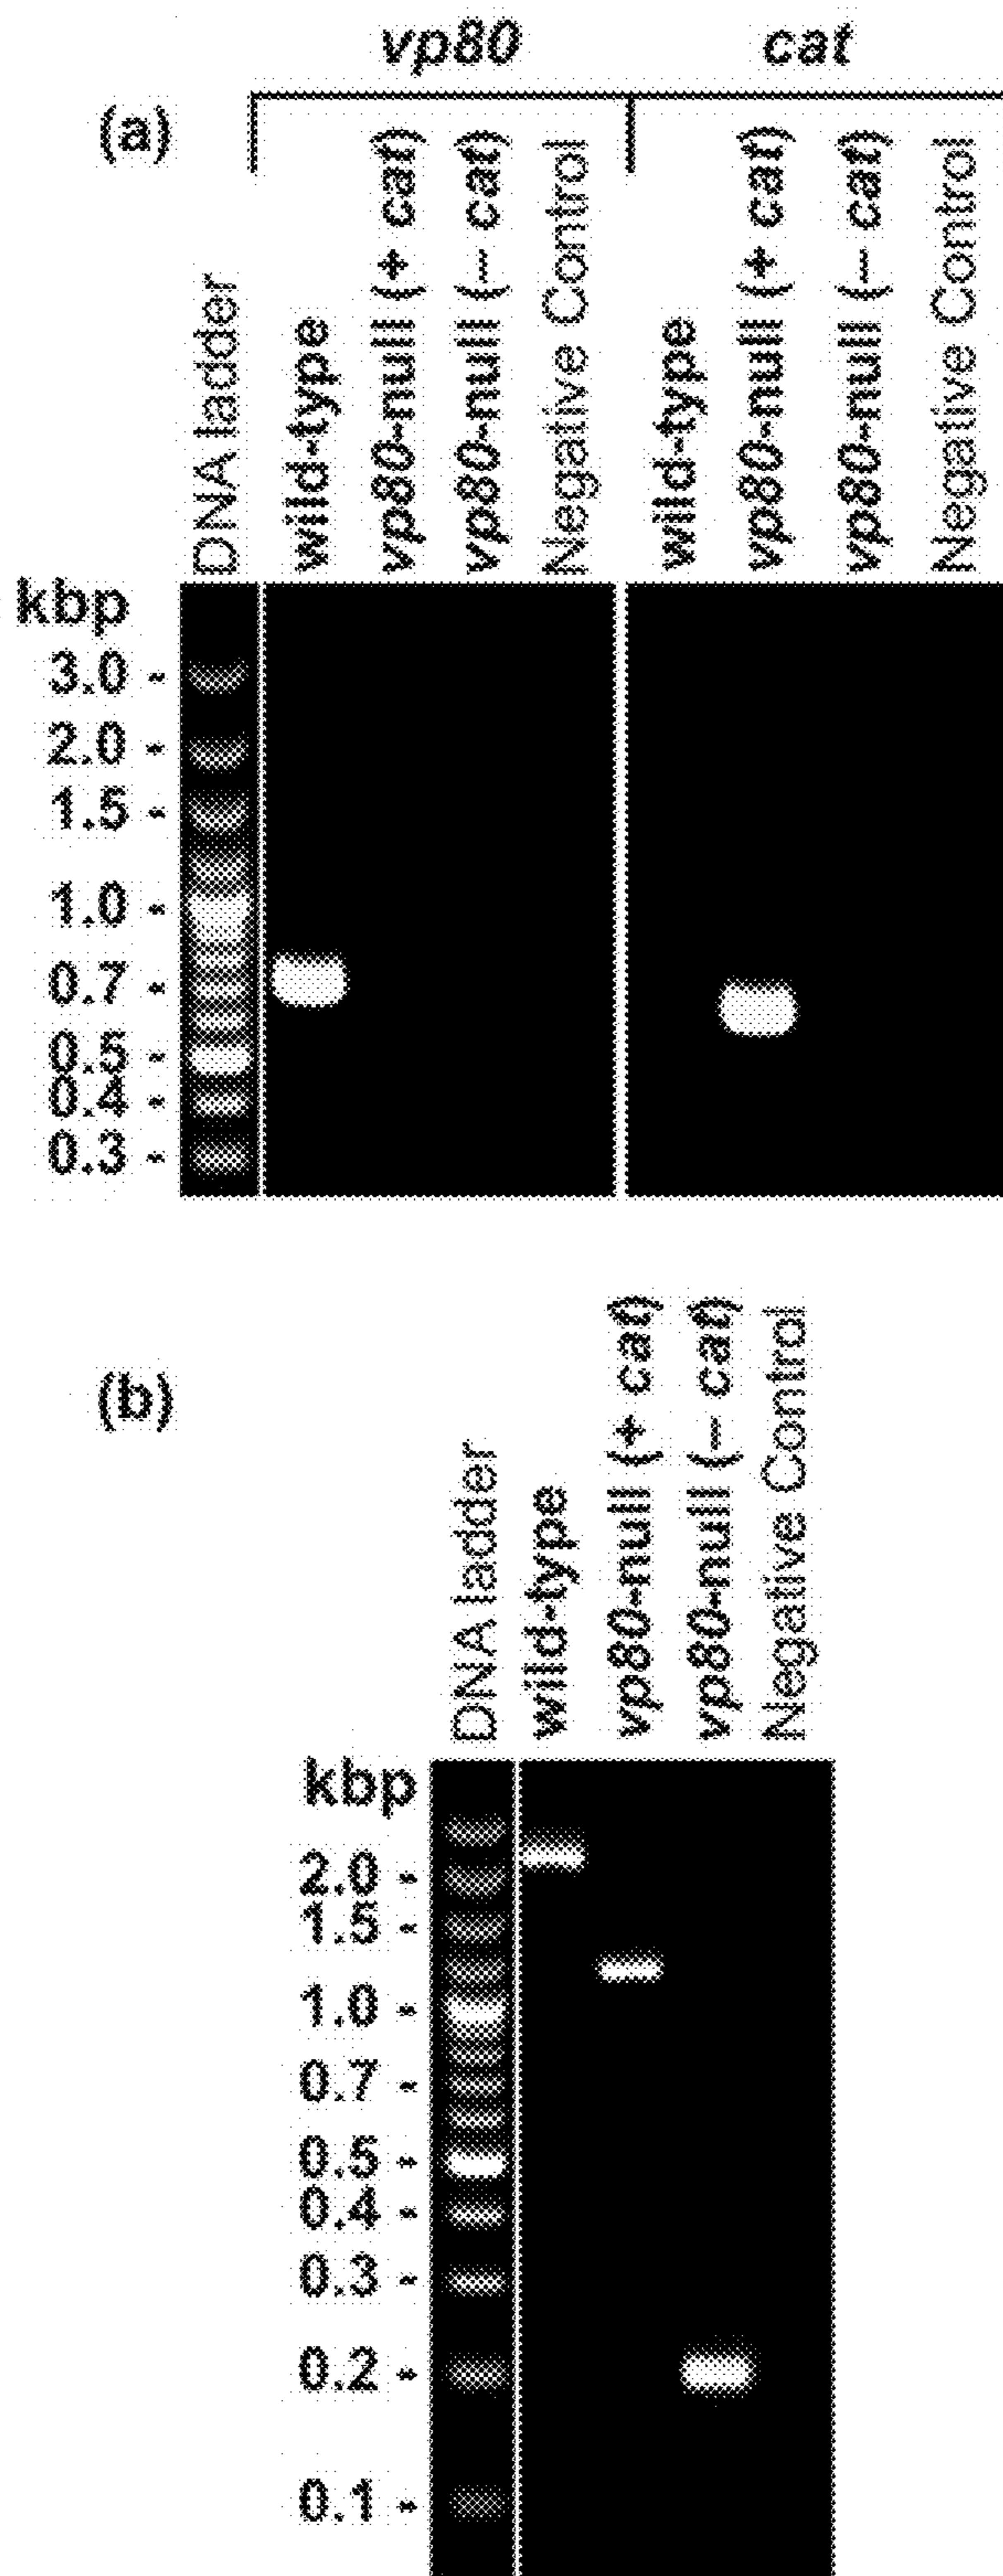 vp80 cat
(a)
DNA ladder
wild-type
vp80-null (+ cat)
vp80-null (– cat)
Negative Control
wild-type
vp80-null (+ cat)
vp80-null (– cat)
Negative Control
kbp
3.0 -
2.0 -
1.5 -
1.0 -
0.7 -
0.5 -
0.4 -
0.3 -
(b)
DNA ladder
wild-type
vp80-null (+ cat)
vp80-null (– cat)
Negative Control
kbp
2.0 -
1.5 -
1.0 -
0.7 -
0.5 -
0.4 -
0.3 -
0.2 -
0.1 -